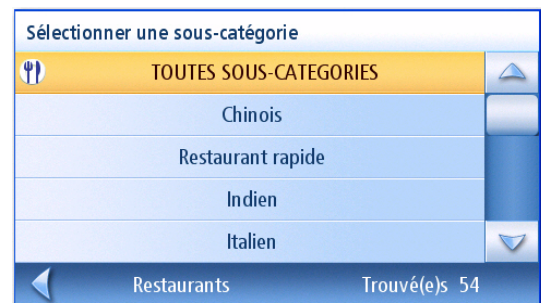 Sélectionner une sous-catégorie
TOUTES SOUS-CATEGORIES
Chinois
Restaurant rapide
Indien
Italien
Restaurants Trouvé(e)s 54